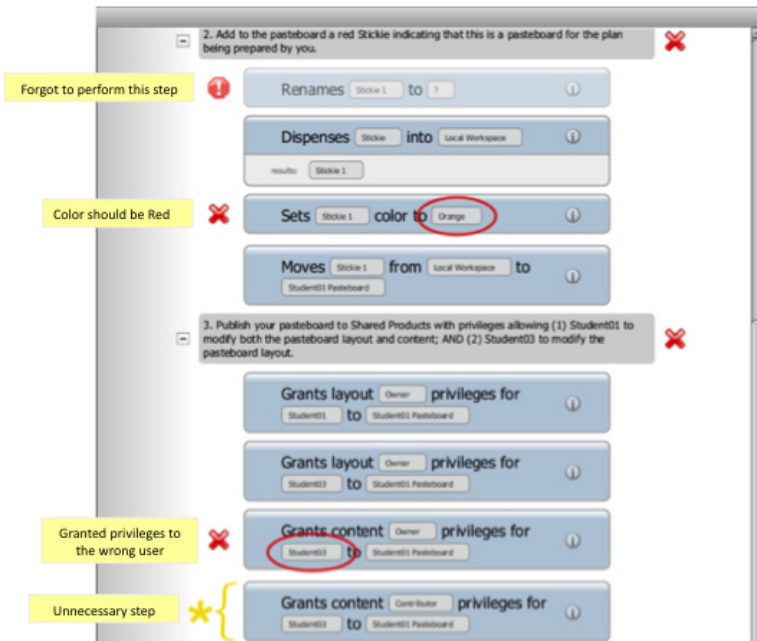 2. Add to the pasteboard a red Stickie indicating that this is a pasteboard for the plan
being prepared by you.
Forgot to perform this step
Renames Stickie 1 to ?
Dispenses Stickie into Local Workspace
results: Stickie 1
Color should be Red
Sets Stickie 1 color to Orange
Moves Stickie 1 from Local Workspace to
Student01 Pasteboard
3. Publish your pasteboard to Shared Products with privileges allowing (1) Student01 to
modify both the pasteboard layout and content; AND (2) Student03 to modify the
pasteboard layout.
Grants layout Owner privileges for
Student01 to Student01 Pasteboard
Grants layout Owner privileges for
Student03 to Student01 Pasteboard
Granted privileges to
the wrong user
Grants content Owner privileges for
Student03 to Student01 Pasteboard
Unnecessary step
Grants content Contributor privileges for
Student03 to Student01 Pasteboard